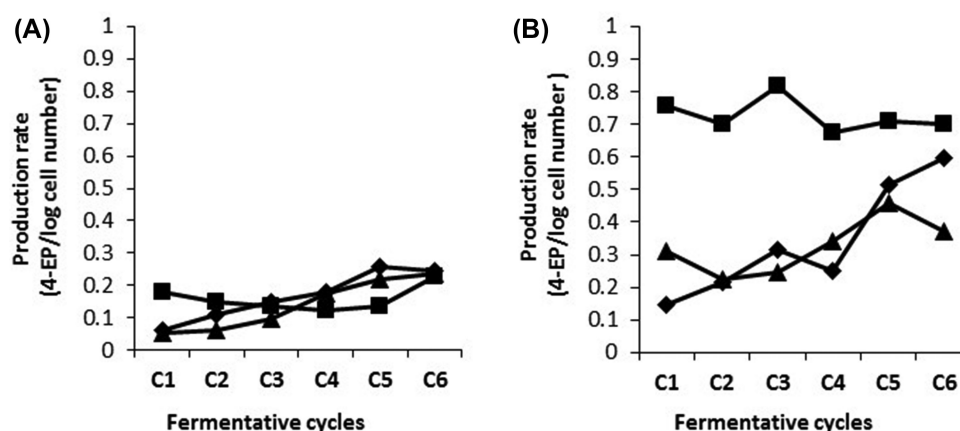 (A)
Production rate
(4-EP/log cell number)
1
0.9
0.8
0.7
0.6
0.5
0.4
0.3
0.2
0.1
0
C1 C2 C3 C4 C5 C6
Fermentative cycles
(B)
Production rate
(4-EP/log cell number )
1
0.9
0.8
0.7
0.6
0.5
0.4
0.3
0.2
0.1
0
C1 C2 C3 C4 C5 C6
Fermentative cycles